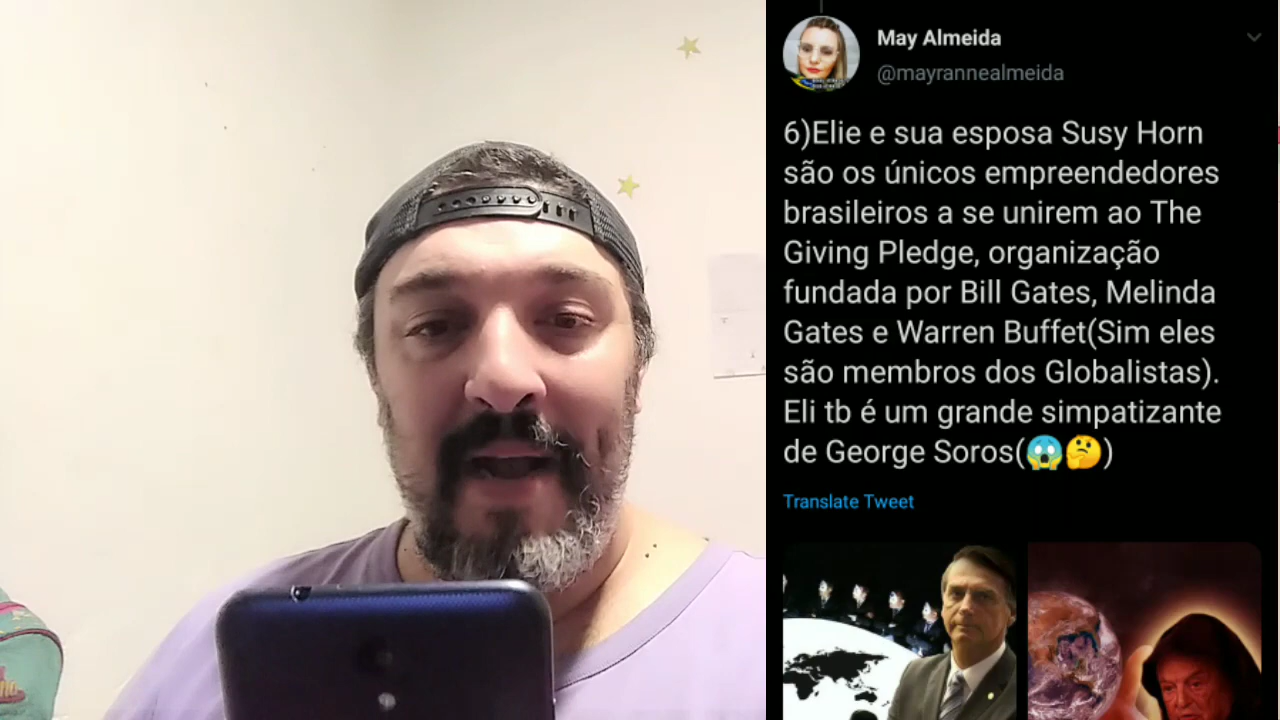 May Almeida
@mayrannealmeida
6)Elie e sua esposa Susy Horn
são os únicos empreendedores
brasileiros a se unirem ao The
Giving Pledge, organização
fundada por Bill Gates, Melinda
Gates e Warren Buffet(Sim eles
são membros dos Globalistas).
Eli tb é um grande simpatizante
de George Soros(😱🤔)
Translate Tweet